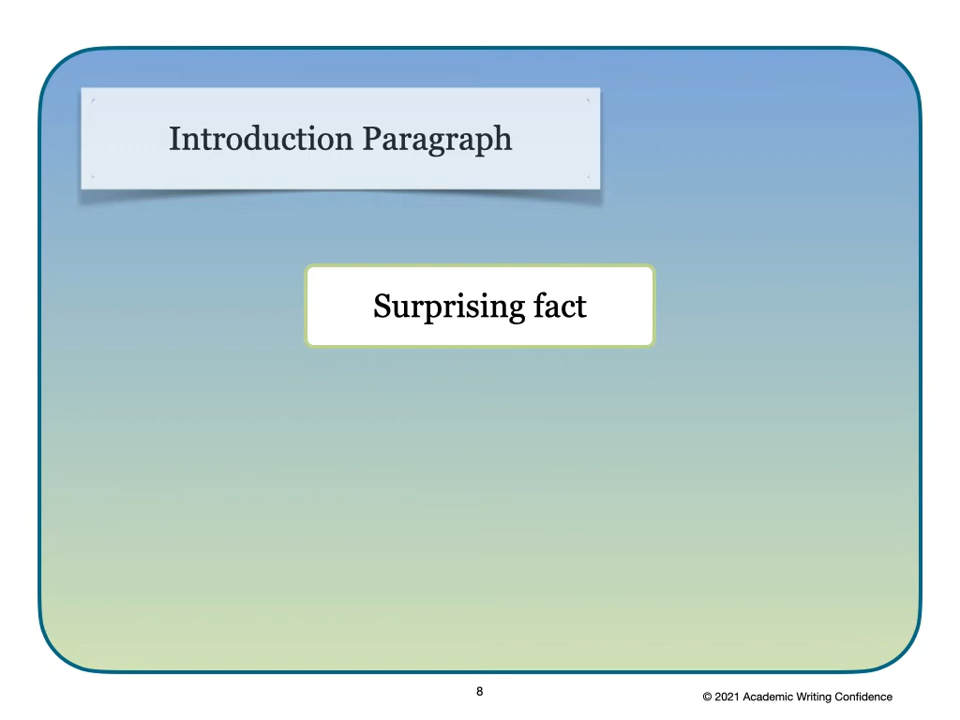 Introduction Paragraph
Surprising fact
8
© 2021 Academic Writing Confidence